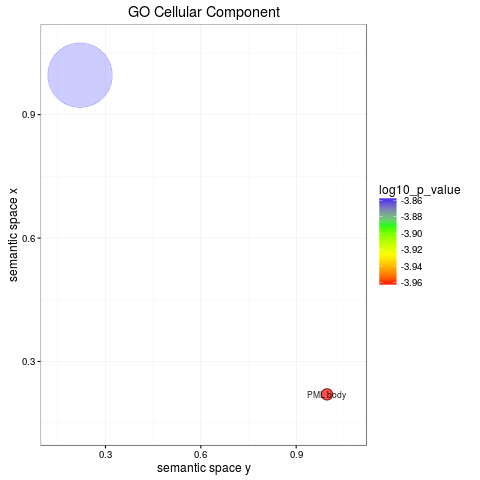 GO Cellular Component
semantic space x
0.9
0.6
0.3
PML body
0.3
0.6
0.9
semantic space y
log10_p_value
-3.86
-3.88
-3.90
-3.92
-3.94
-3.96